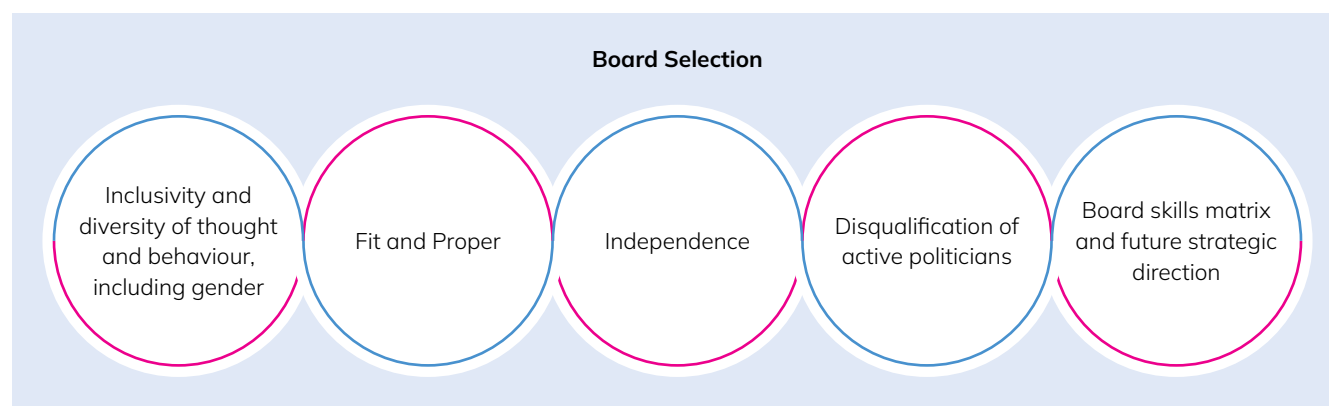 Board Selection
Inclusivity and
diversity of thought
and behaviour,
including gender
Fit and Proper
Independence
Disqualification of
active politicians
Board skills matrix
and future strategic
direction